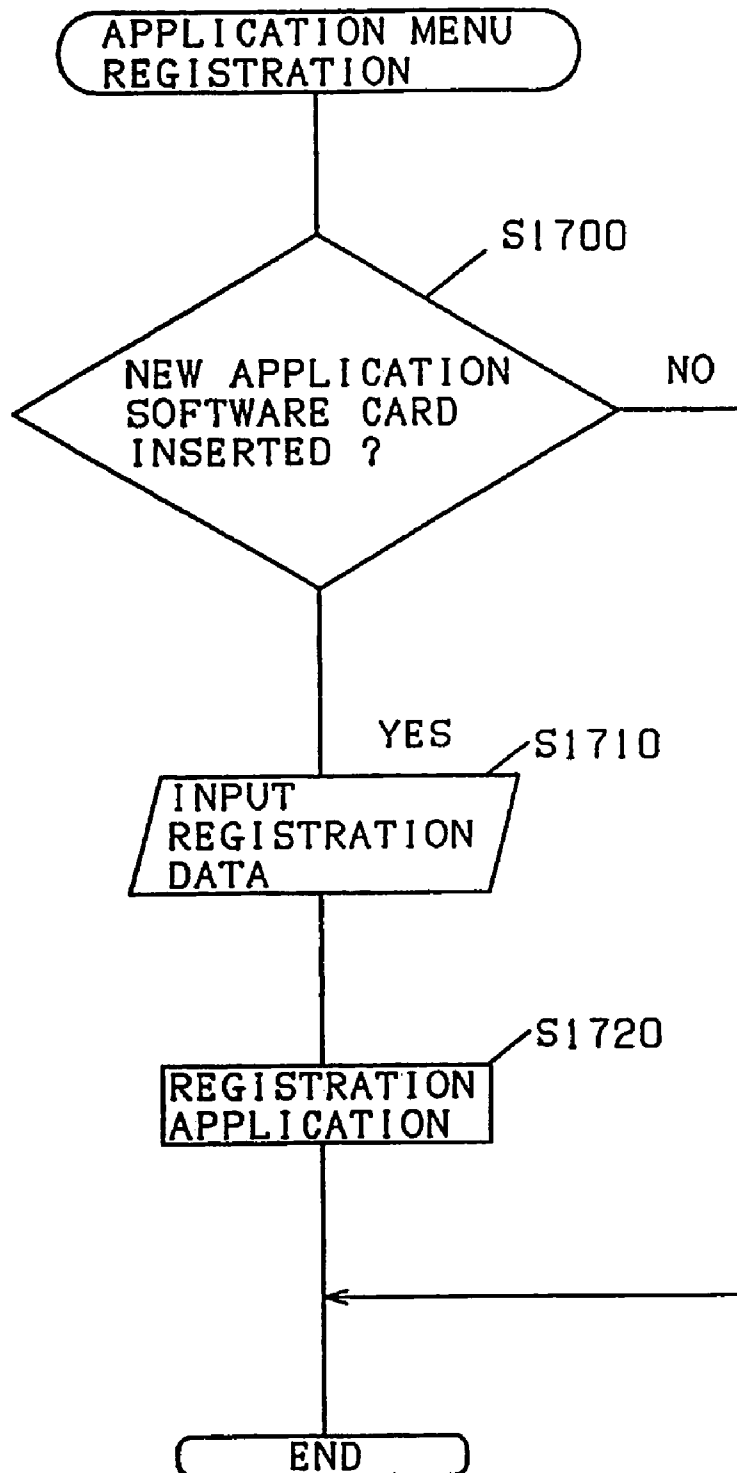 APPLICATION MENU
REGISTRATION
S1700
NEW APPLICATION
SOFTWARE CARD
INSERTED ?
NO
YES
S1710
INPUT
REGISTRATION
DATA
S1720
REGISTRATION
APPLICATION
END